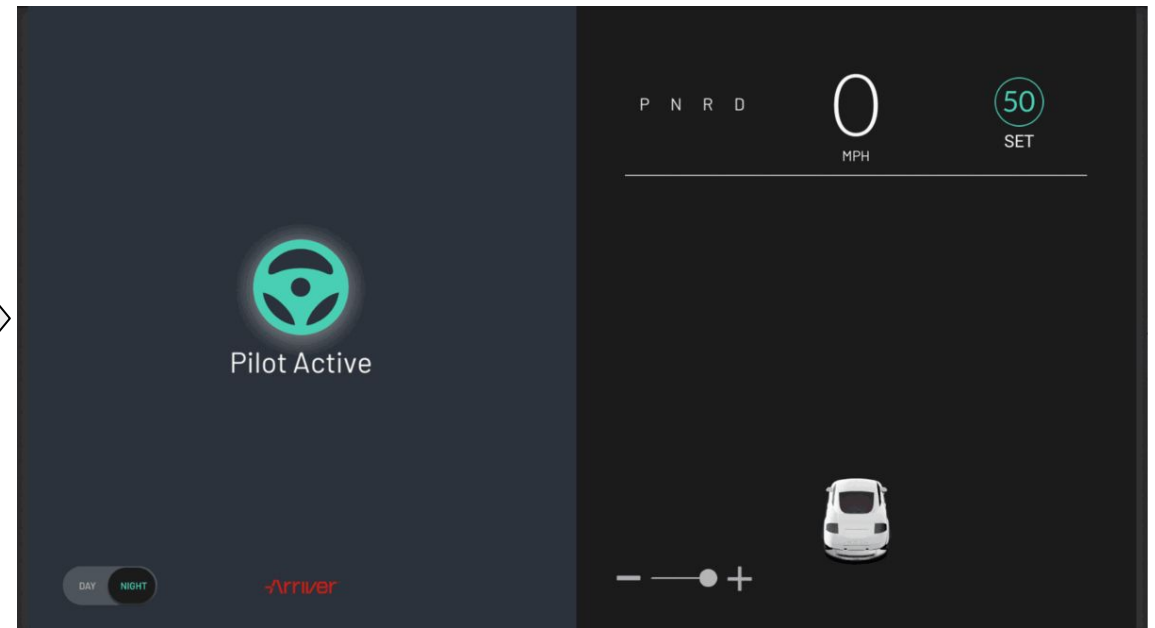 P N R D
0
MPH
50
SET
Pilot Active
DAY
NIGHT
Arriver